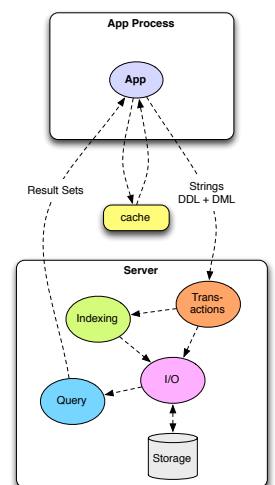 App Process
App
Result Sets
Strings
DDL + DML
cache
Server
Trans-
actions
Indexing
I/O
Query
Storage